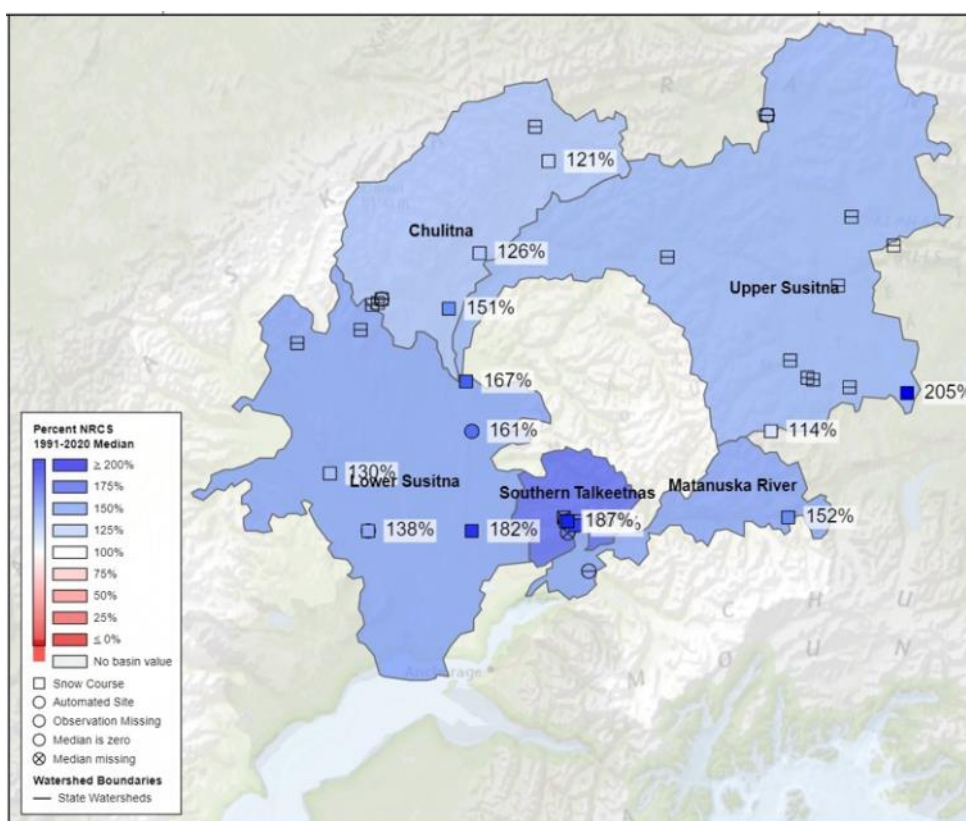 121%
Chulitna
126%
Upper Susitna
151%
167%
205%
161%
114%
130%
Lower Susitna
Southern Talkeetnas
Matanuska River
138%
182%
187%
152%
Anchorage
Percent NRCS
1991-2020 Median
≥ 200%
175%
150%
125%
100%
75%
50%
25%
≤ 0%
No basin value
Snow Course
Automated Site
Observation Missing
Median is zero
Median missing
Watershed Boundaries
State Watersheds